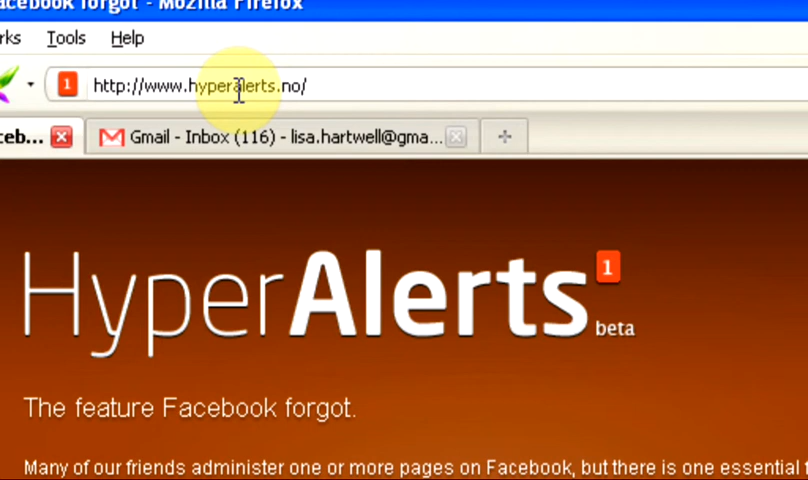 acebook forgot - Mozilla Firefox
rks Tools Help
1 http://www.hyperalerts.no/
ceb... Gmail - Inbox (116) - lisa.hartwell@gma...
HyperAlerts 1
beta
The feature Facebook forgot.
Many of our friends administer one or more pages on Facebook, but there is one essential f